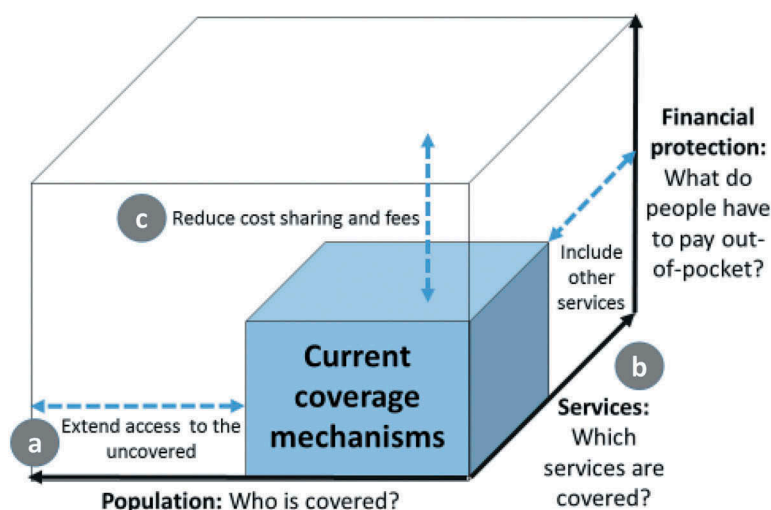 Financial
protection:
What do
people have
to pay out-
of-pocket?
c
Reduce cost sharing and fees
Include
other
services
Current
coverage
mechanisms
b
a
Extend access to the
uncovered
Services:
Which
services are
covered?
Population: Who is covered?